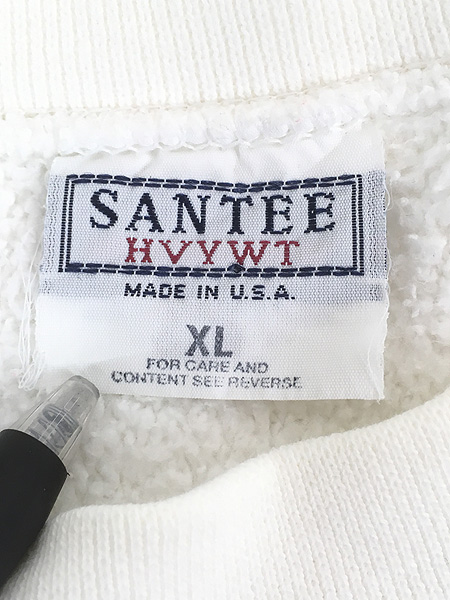 SANTEE
HVYWT
MADE IN U.S.A.
XL
FOR CARE AND
CONTENT SEE REVERSE